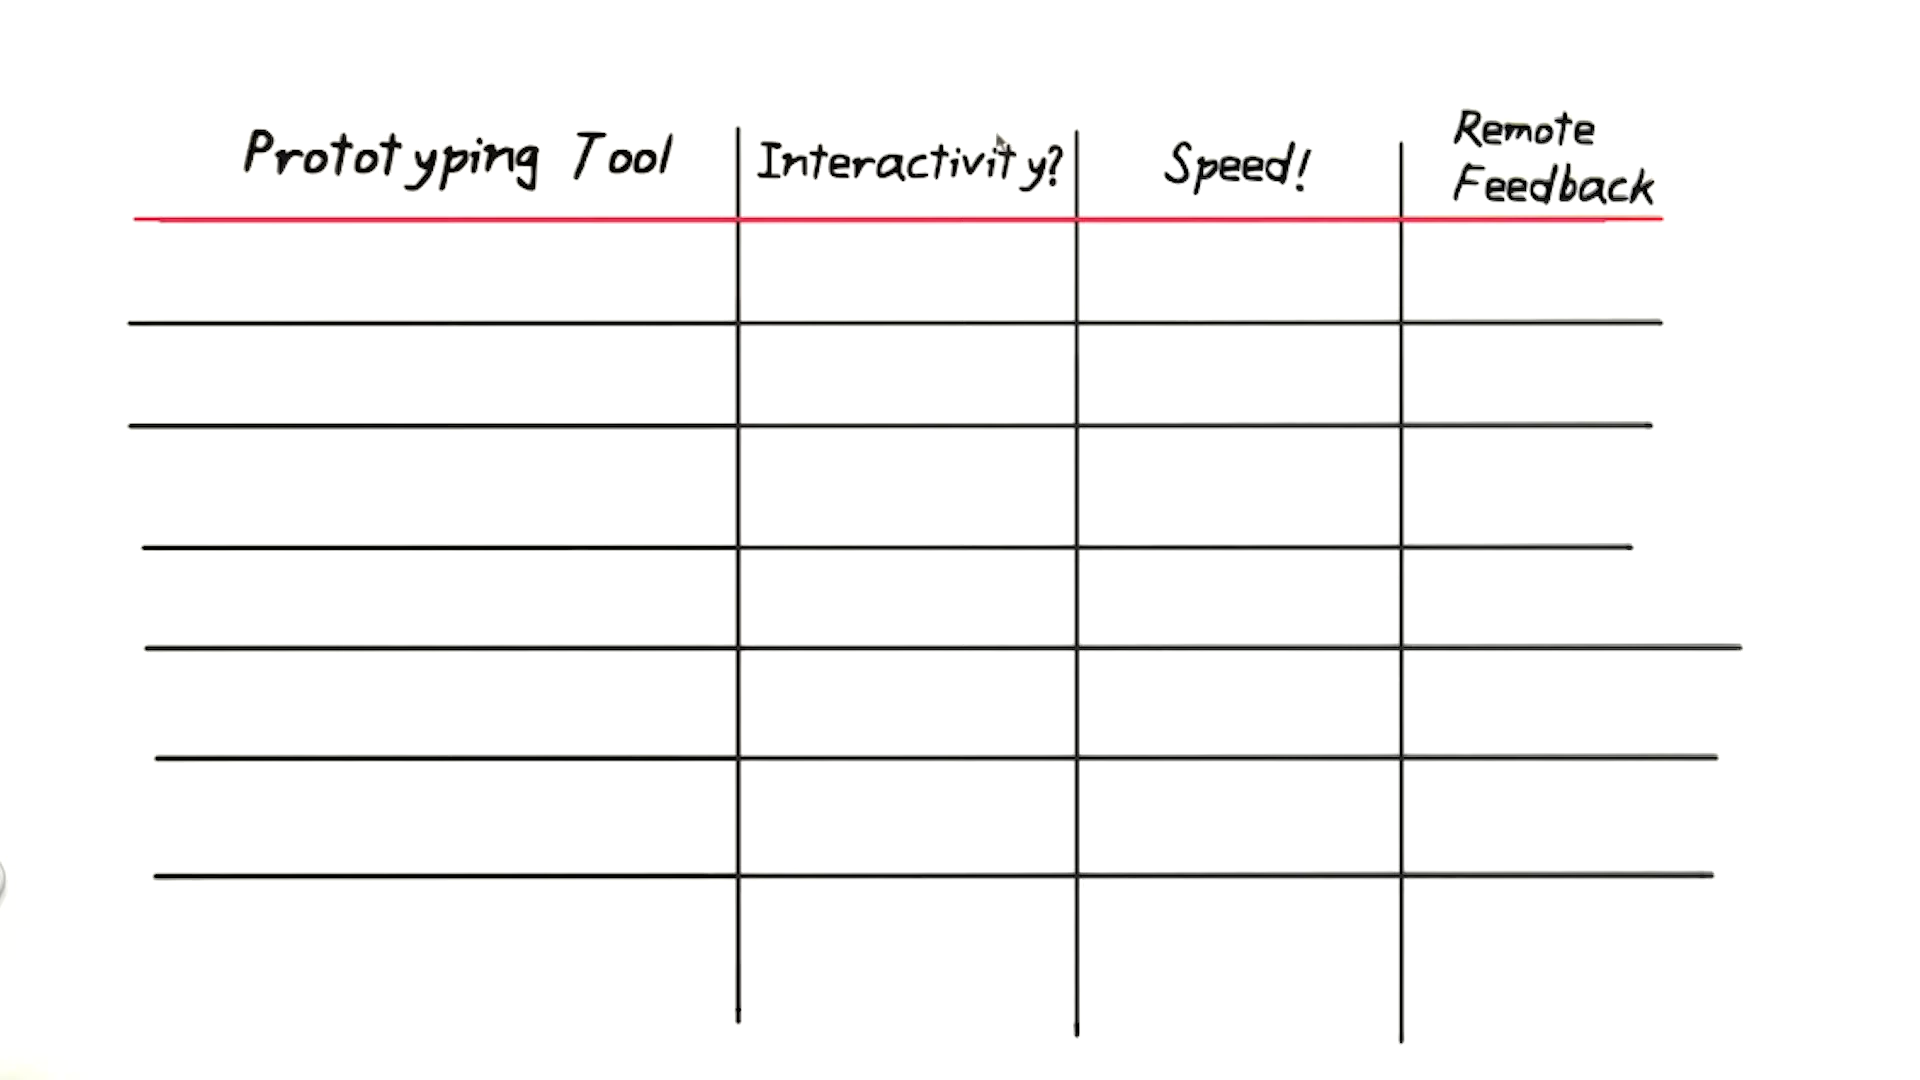 Prototyping Tool
Interactivity?
Speed!
Remote
Feedback